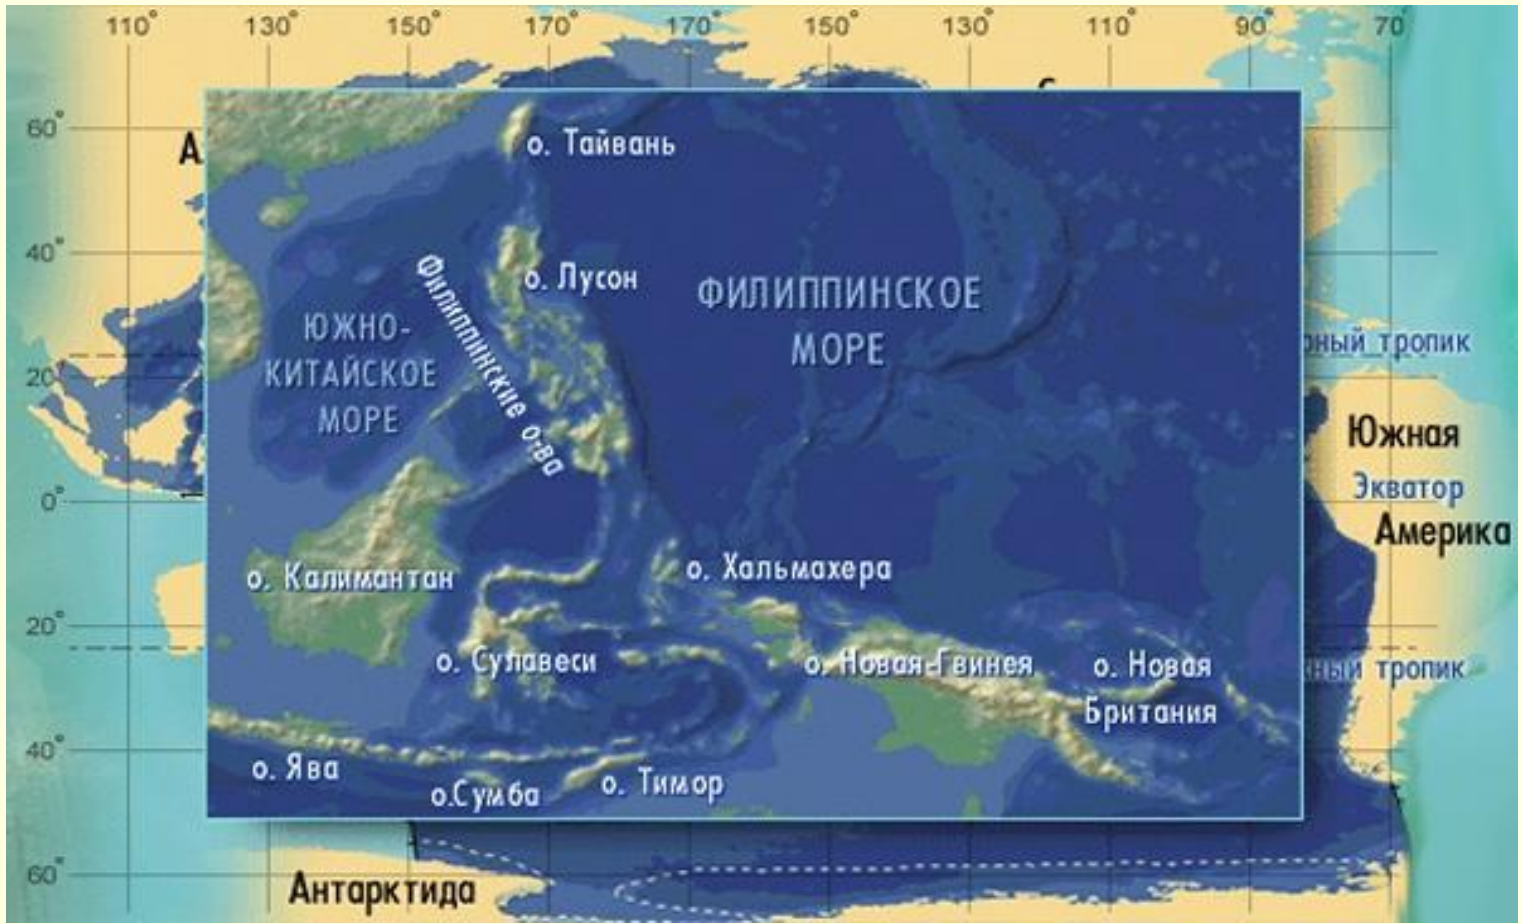 110° 130° 150° 170° 170° 150° 130° 110° 90° 70°
60°
о. Тайвань
40°
о. Лусон
Филиппинские о-ва
ФИЛИППИНСКОЕ
МОРЕ
ЮЖНО-
КИТАЙСКОЕ
МОРЕ
тропик
20°
Южная
Экватор
0°
Америка
о. Хальмахера
о. Калимантан
20°
о. Сулавеси
о. Новая-Гвинея
о. Новая
Британия
тропик
40°
о. Ява
о.Сумба
о. Тимор
60°
Антарктида